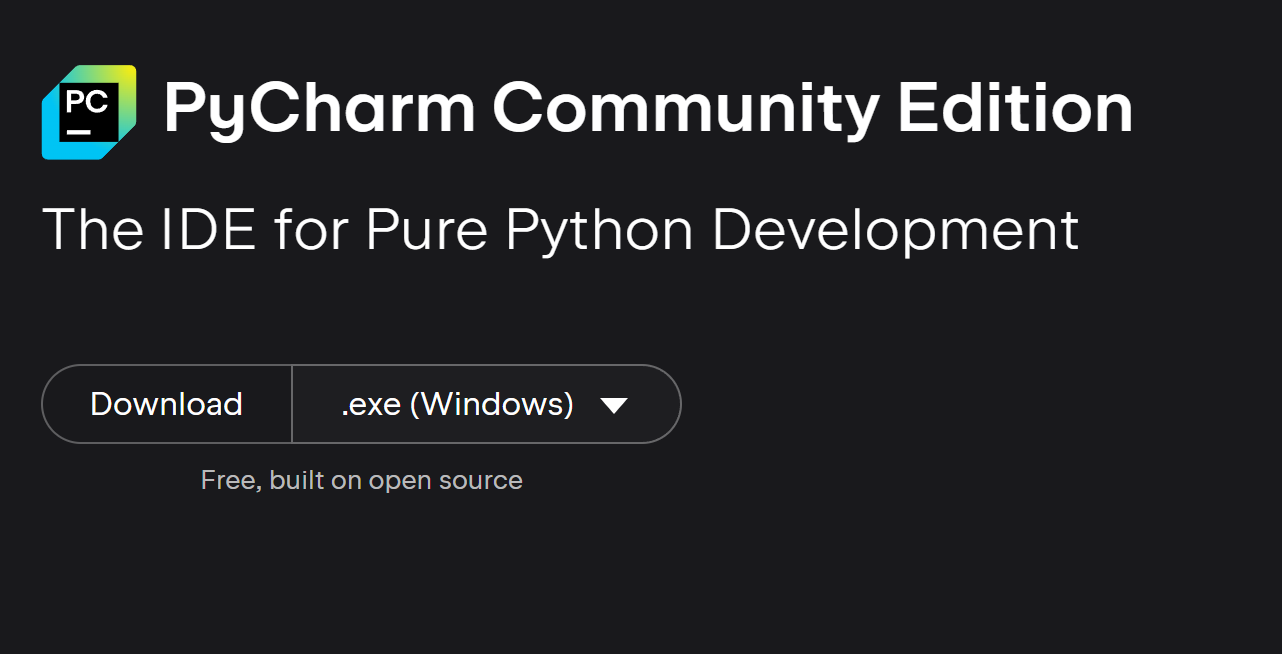 PC
PyCharm Community Edition
The IDE for Pure Python Development
Download
.exe (Windows)
Free, built on open source